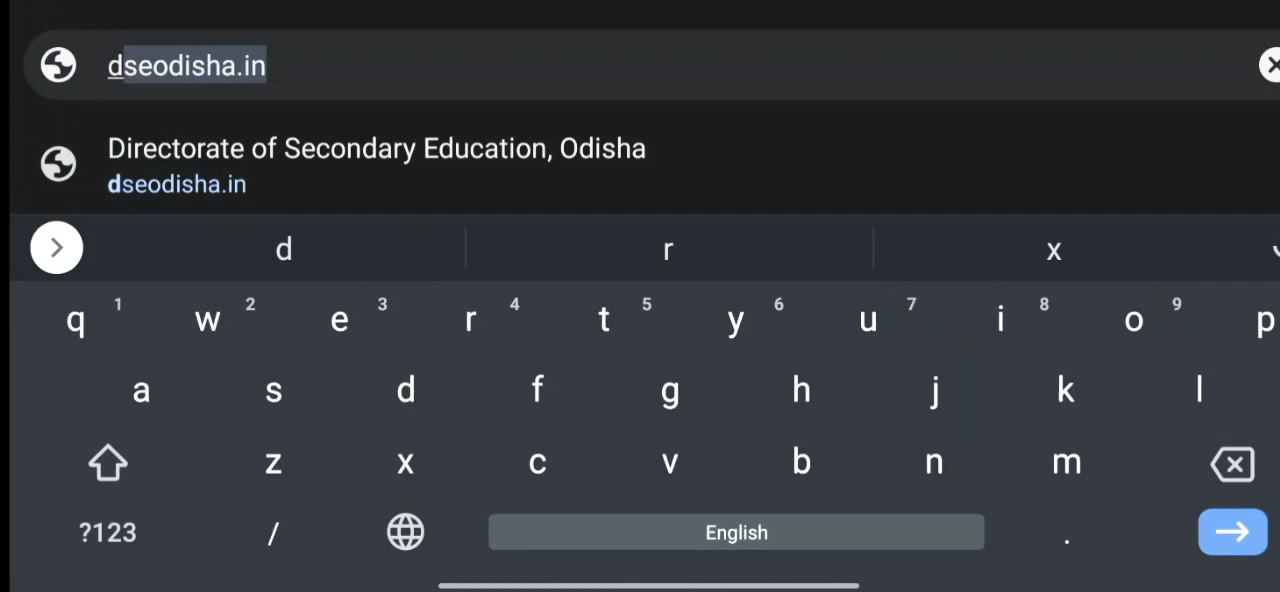 dseodisha.in
Directorate of Secondary Education, Odisha
dseodisha.in
d r x
q 1 w 2 e 3 r 4 t 5 y 6 u 7 i 8 o 9 p
a s d f g h j k l
z x c v b n m
?123 / English .